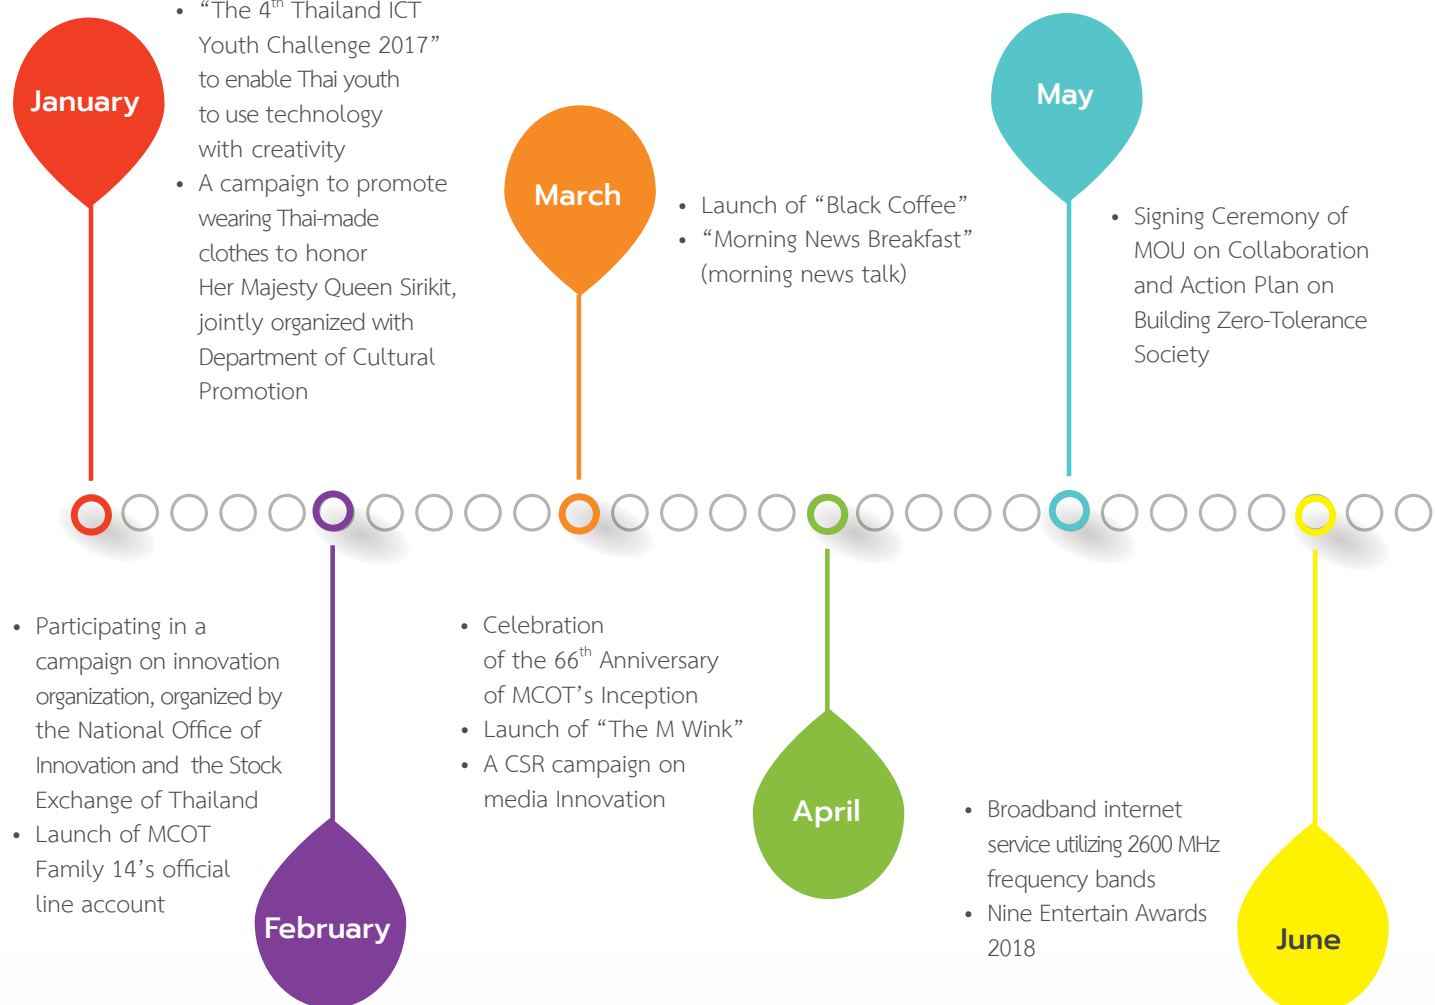 January
• “The 4th Thailand ICT
Youth Challenge 2017”
to enable Thai youth
to use technology
with creativity
• A campaign to promote
wearing Thai-made
clothes to honor
Her Majesty Queen Sirikit,
jointly organized with
Department of Cultural
Promotion
March
• Launch of “Black Coffee”
• “Morning News Breakfast”
(morning news talk)
May
• Signing Ceremony of
MOU on Collaboration
and Action Plan on
Building Zero-Tolerance
Society
• Participating in a
campaign on innovation
organization, organized by
the National Office of
Innovation and the Stock
Exchange of Thailand
• Launch of MCOT
Family 14’s official
line account
February
• Celebration
of the 66th Anniversary
of MCOT’s Inception
• Launch of “The M Wink”
• A CSR campaign on
media Innovation
April
• Broadband internet
service utilizing 2600 MHz
frequency bands
• Nine Entertain Awards
2018
June